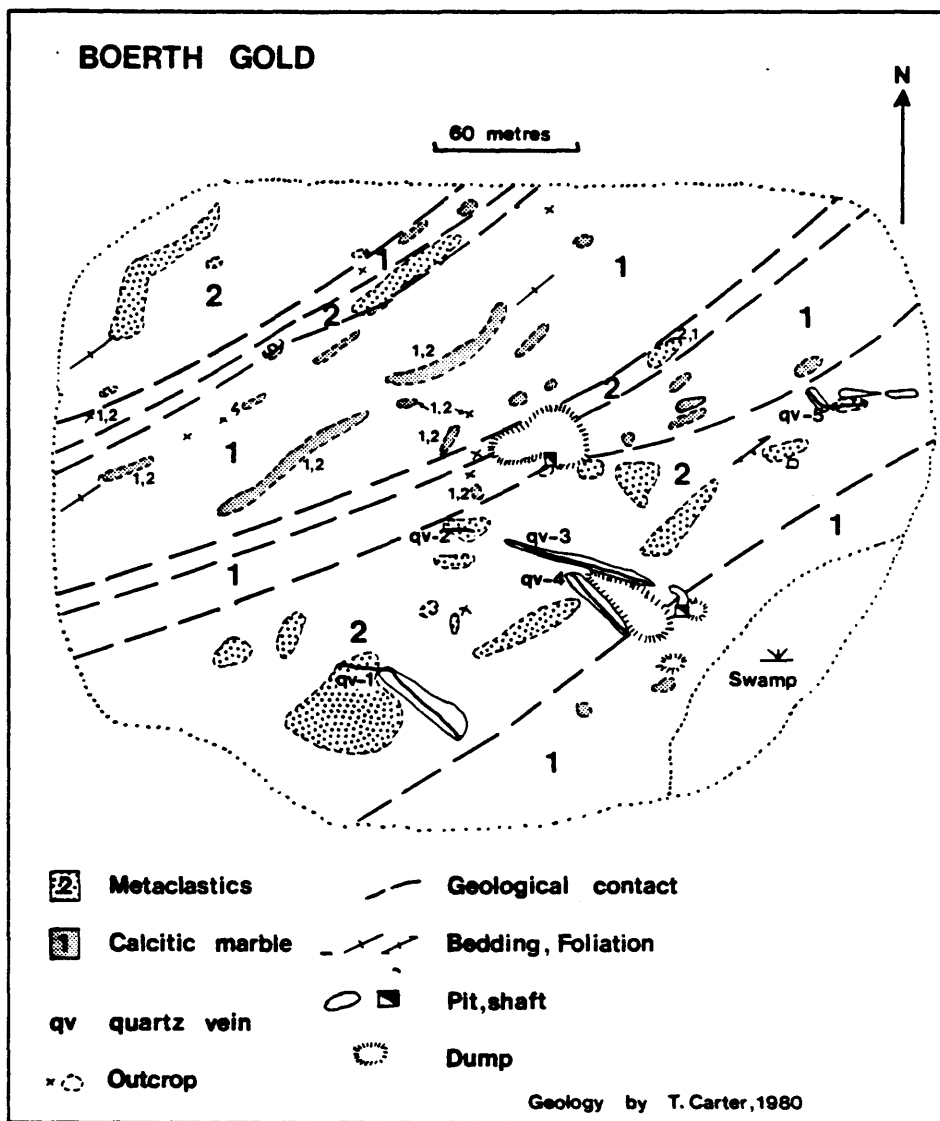 BOERTH GOLD
N
60 metres
1
2
1
1
2
1,2
2,1
1,2
2
1,2
qv-5
1
1,2
1,2
2
1,2
1
1,2
qv-2
qv-3
1
qv-4
3
2
qv-1
Swamp
1
2 Metaclastics
Geological contact
1 Calcitic marble
Bedding, Foliation
Pit, shaft
qv quartz vein
Dump
Outcrop
Geology by T. Carter, 1980